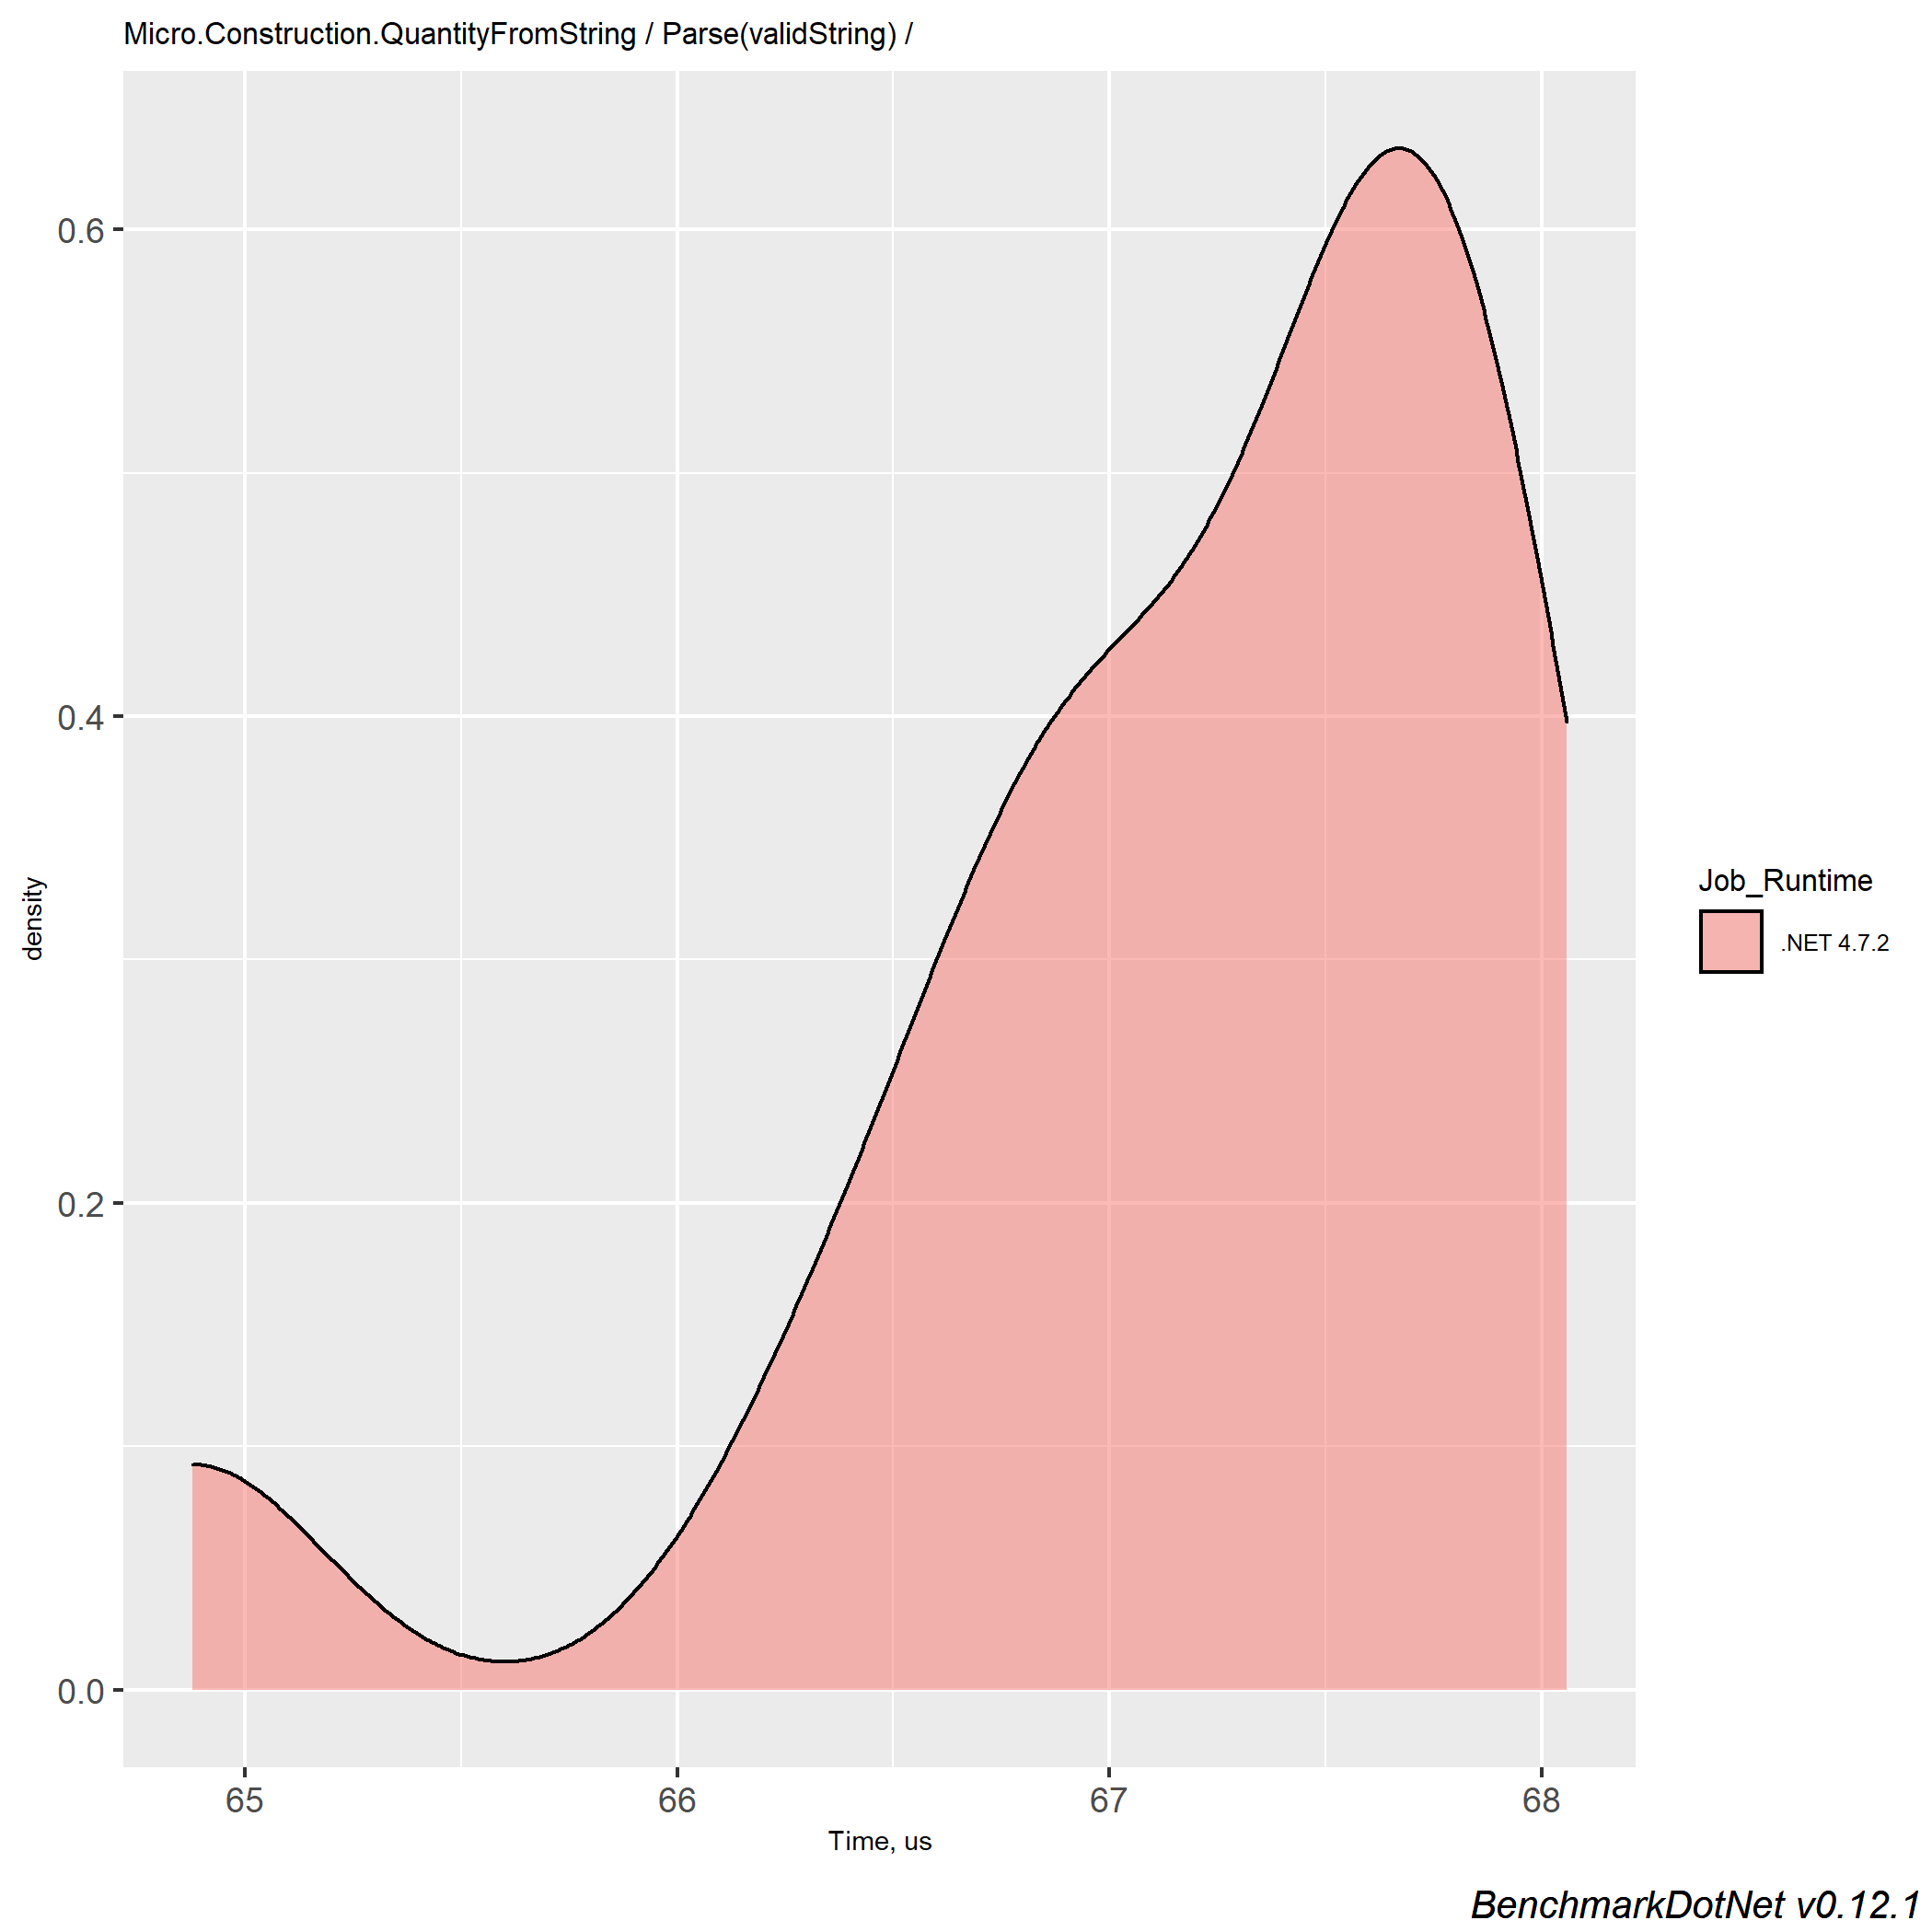 Micro.Construction.QuantityFromString / Parse(validString) /
0.6
0.4
0.2
0.0
density
65 66 67 68
Time, us
Job_Runtime
.NET 4.7.2
BenchmarkDotNet v0.12.1